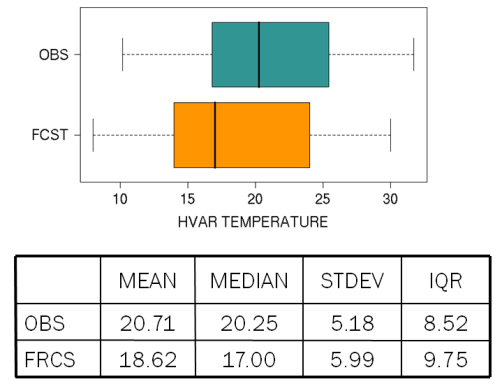 OBS
FCST
10 15 20 25 30
HVAR TEMPERATURE
MEAN MEDIAN STDEV IQR
OBS 20.71 20.25 5.18 8.52
FRCS 18.62 17.00 5.99 9.75